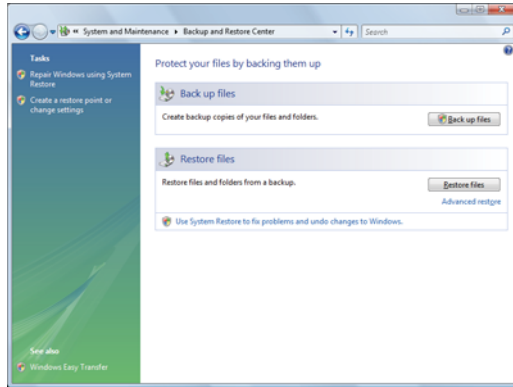 « System and Maintenance ▸ Backup and Restore Center
Search
Tasks
Repair Windows using System
Restore
Create a restore point or
change settings
Protect your files by backing them up
Back up files
Create backup copies of your files and folders.
Back up files
Restore files
Restore files and folders from a backup.
Restore files
Advanced restore
Use System Restore to fix problems and undo changes to Windows.
See also
Windows Easy Transfer